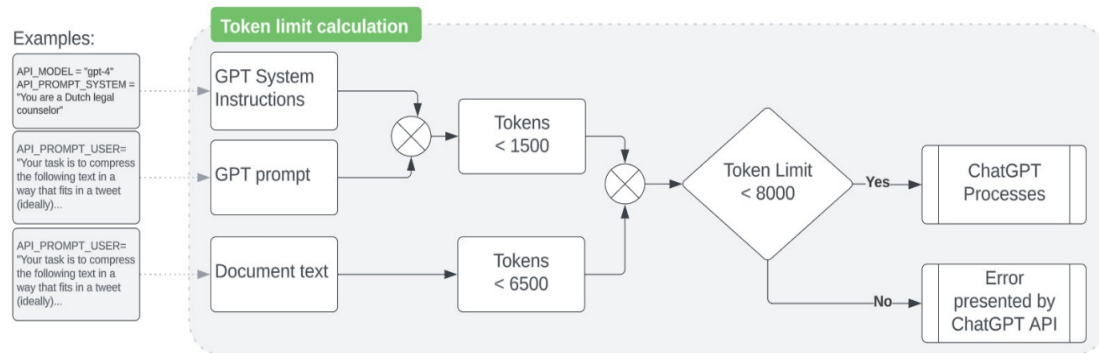 Token limit calculation
Examples:
API_MODEL = "gpt-4"
API_PROMPT_SYSTEM =
"You are a Dutch legal
counselor"
GPT System
Instructions
Tokens
< 1500
API_PROMPT_USER=
"Your task is to compress
the following text in a
way that fits in a tweet
(ideally)...
GPT prompt
Token Limit
< 8000
Yes
ChatGPT
Processes
API_PROMPT_USER=
"Your task is to compress
the following text in a
way that fits in a tweet
(ideally)...
Document text
Tokens
< 6500
No
Error
presented by
ChatGPT API